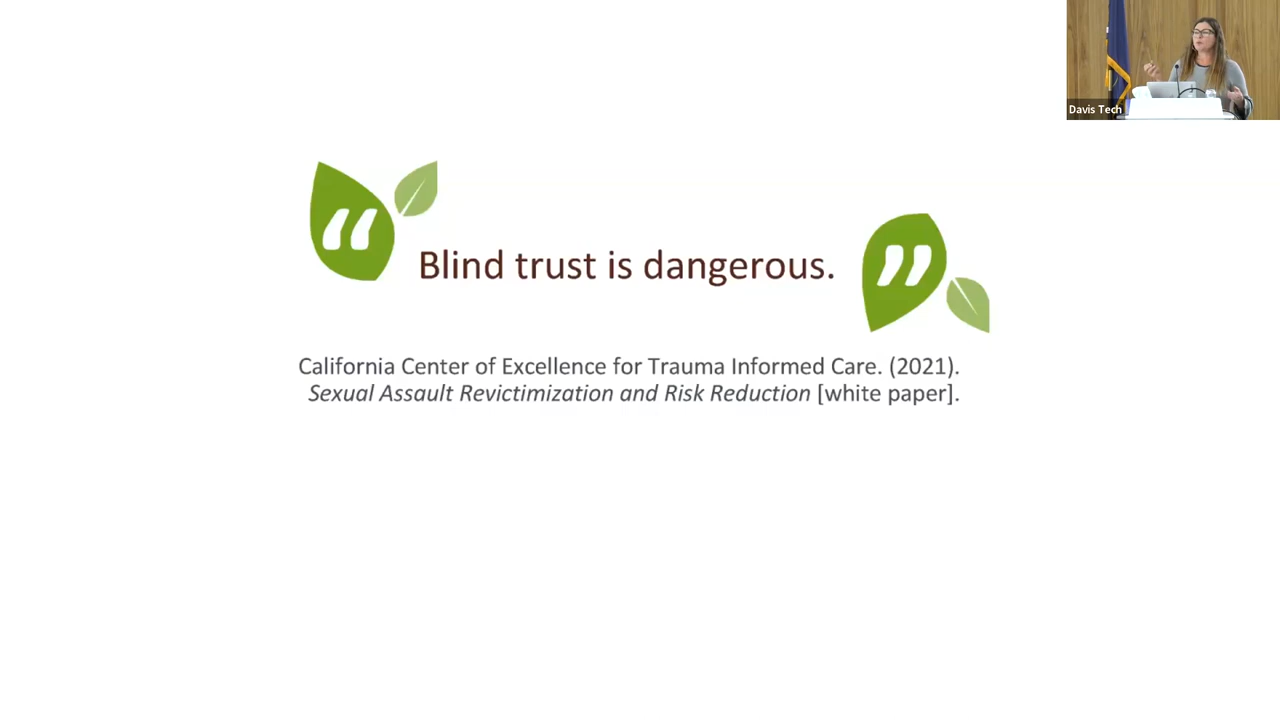 Davis Tech
“
Blind trust is dangerous.
”
California Center of Excellence for Trauma Informed Care. (2021).
Sexual Assault Revictimization and Risk Reduction [white paper].